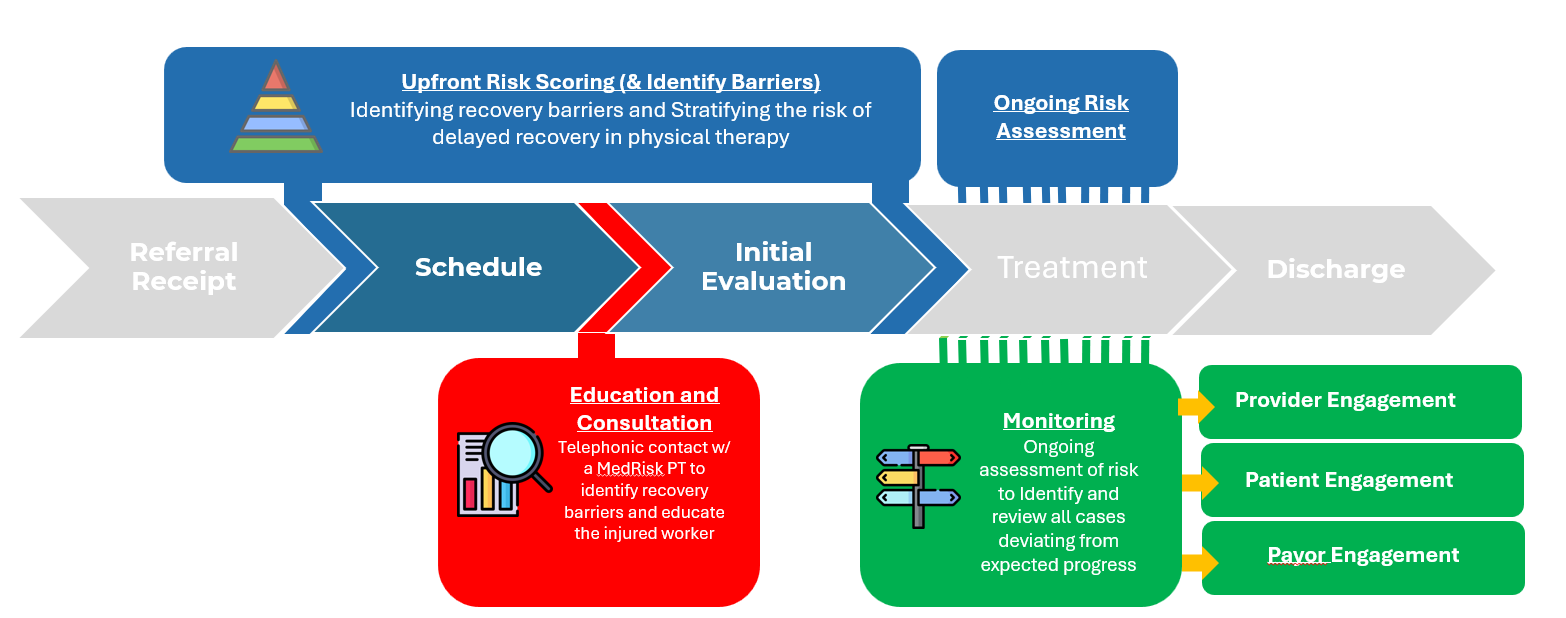 Upfront Risk Scoring (& Identify Barriers)
Identifying recovery barriers and Stratifying the risk of
delayed recovery in physical therapy
Ongoing Risk
Assessment
Referral
Receipt
Schedule
Initial
Evaluation
Treatment
Discharge
Education and
Consultation
Telephonic contact w/
a MedRisk PT to
identify recovery
barriers and educate
the injured worker
Monitoring
Ongoing
assessment of risk
to Identify and
review all cases
deviating from
expected progress
Provider Engagement
Patient Engagement
Payor Engagement